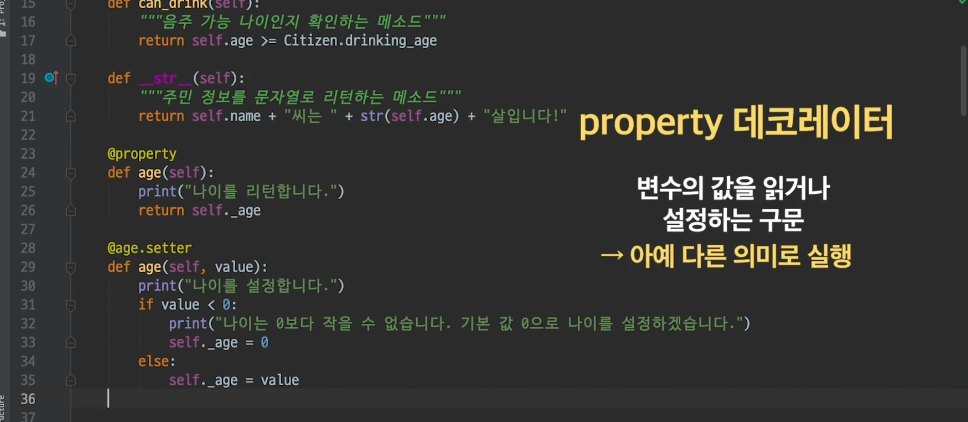 15 def can_drink(self):
16 """음주 가능 나이인지 확인하는 메소드"""
17 return self.age >= Citizen.drinking_age
18
19 def __str__(self):
20 """주민 정보를 문자열로 리턴하는 메소드"""
21 return self.name + "씨는 " + str(self.age) + "살입니다!"
22
23 @property
24 def age(self):
25 print("나이를 리턴합니다.")
26 return self._age
27
28 @age.setter
29 def age(self, value):
30 print("나이를 설정합니다.")
31 if value < 0:
32 print("나이는 0보다 작을 수 없습니다. 기본 값 0으로 나이를 설정하겠습니다.")
33 self._age = 0
34 else:
35 self._age = value
36
37
property 데코레이터
변수의 값을 읽거나
설정하는 구문
→ 아예 다른 의미로 실행